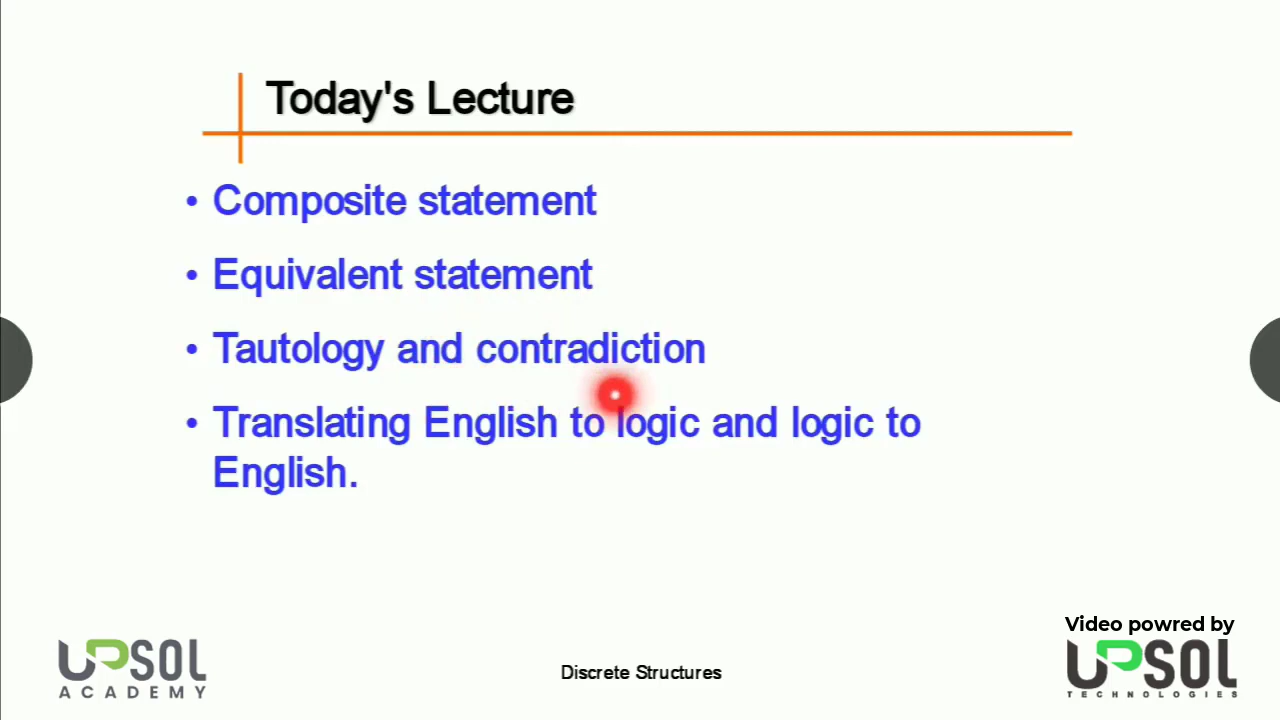 Today's Lecture
• Composite statement
• Equivalent statement
• Tautology and contradiction
• Translating English to logic and logic to
English.
Video powred by
UPSOL
ACADEMY
Discrete Structures
UPSOL
TECHNOLOGIES